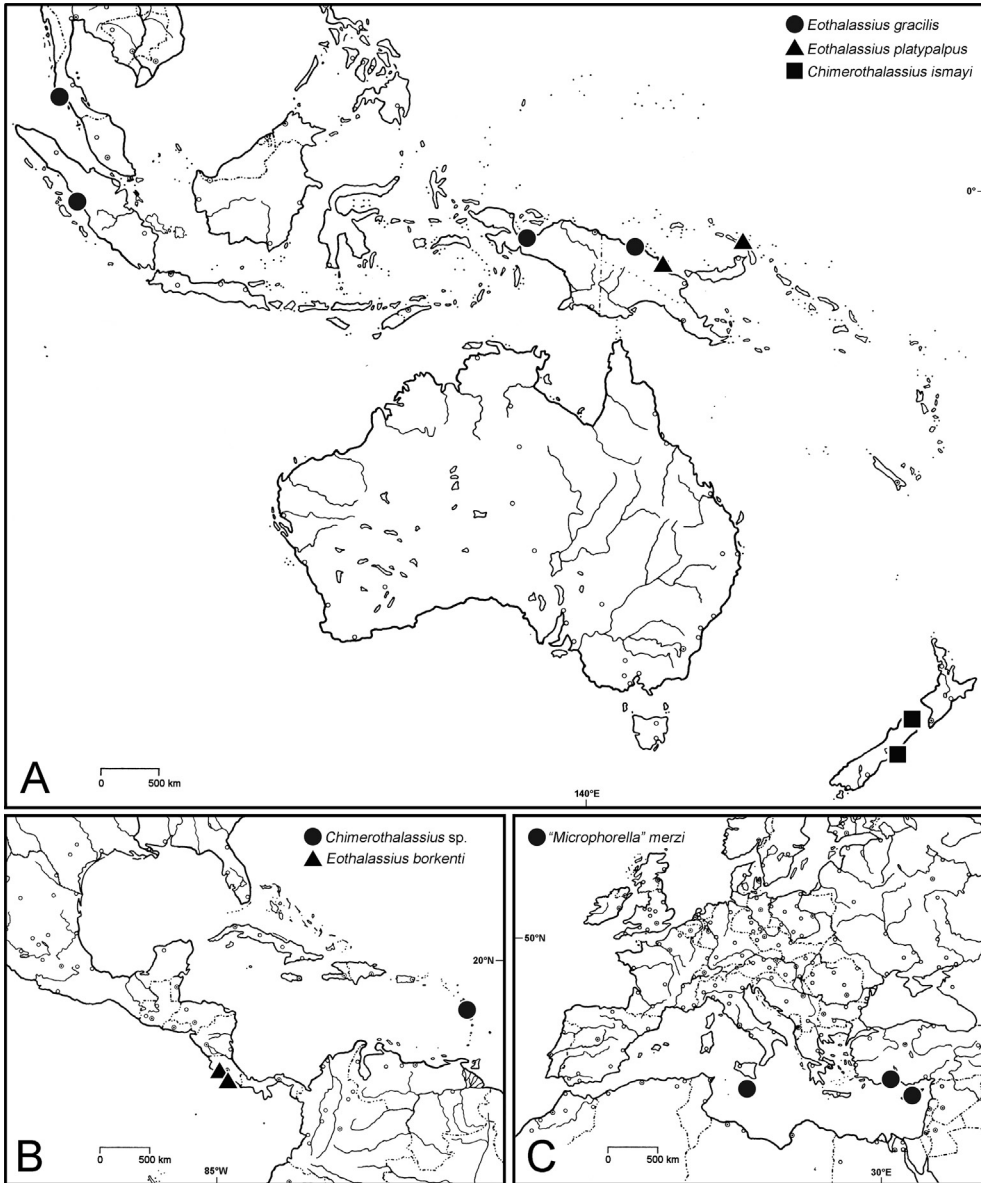 Eothalassius gracilis
Eothalassius platypalpus
Chimerothalassius ismayi
0°
A
0 500 km
140°E
Chimerothalassius sp.
Eothalassius borkenti
20°N
B
0 500 km
85°W
"Microphorella" merzi
50°N
C
0 500 km
30°E